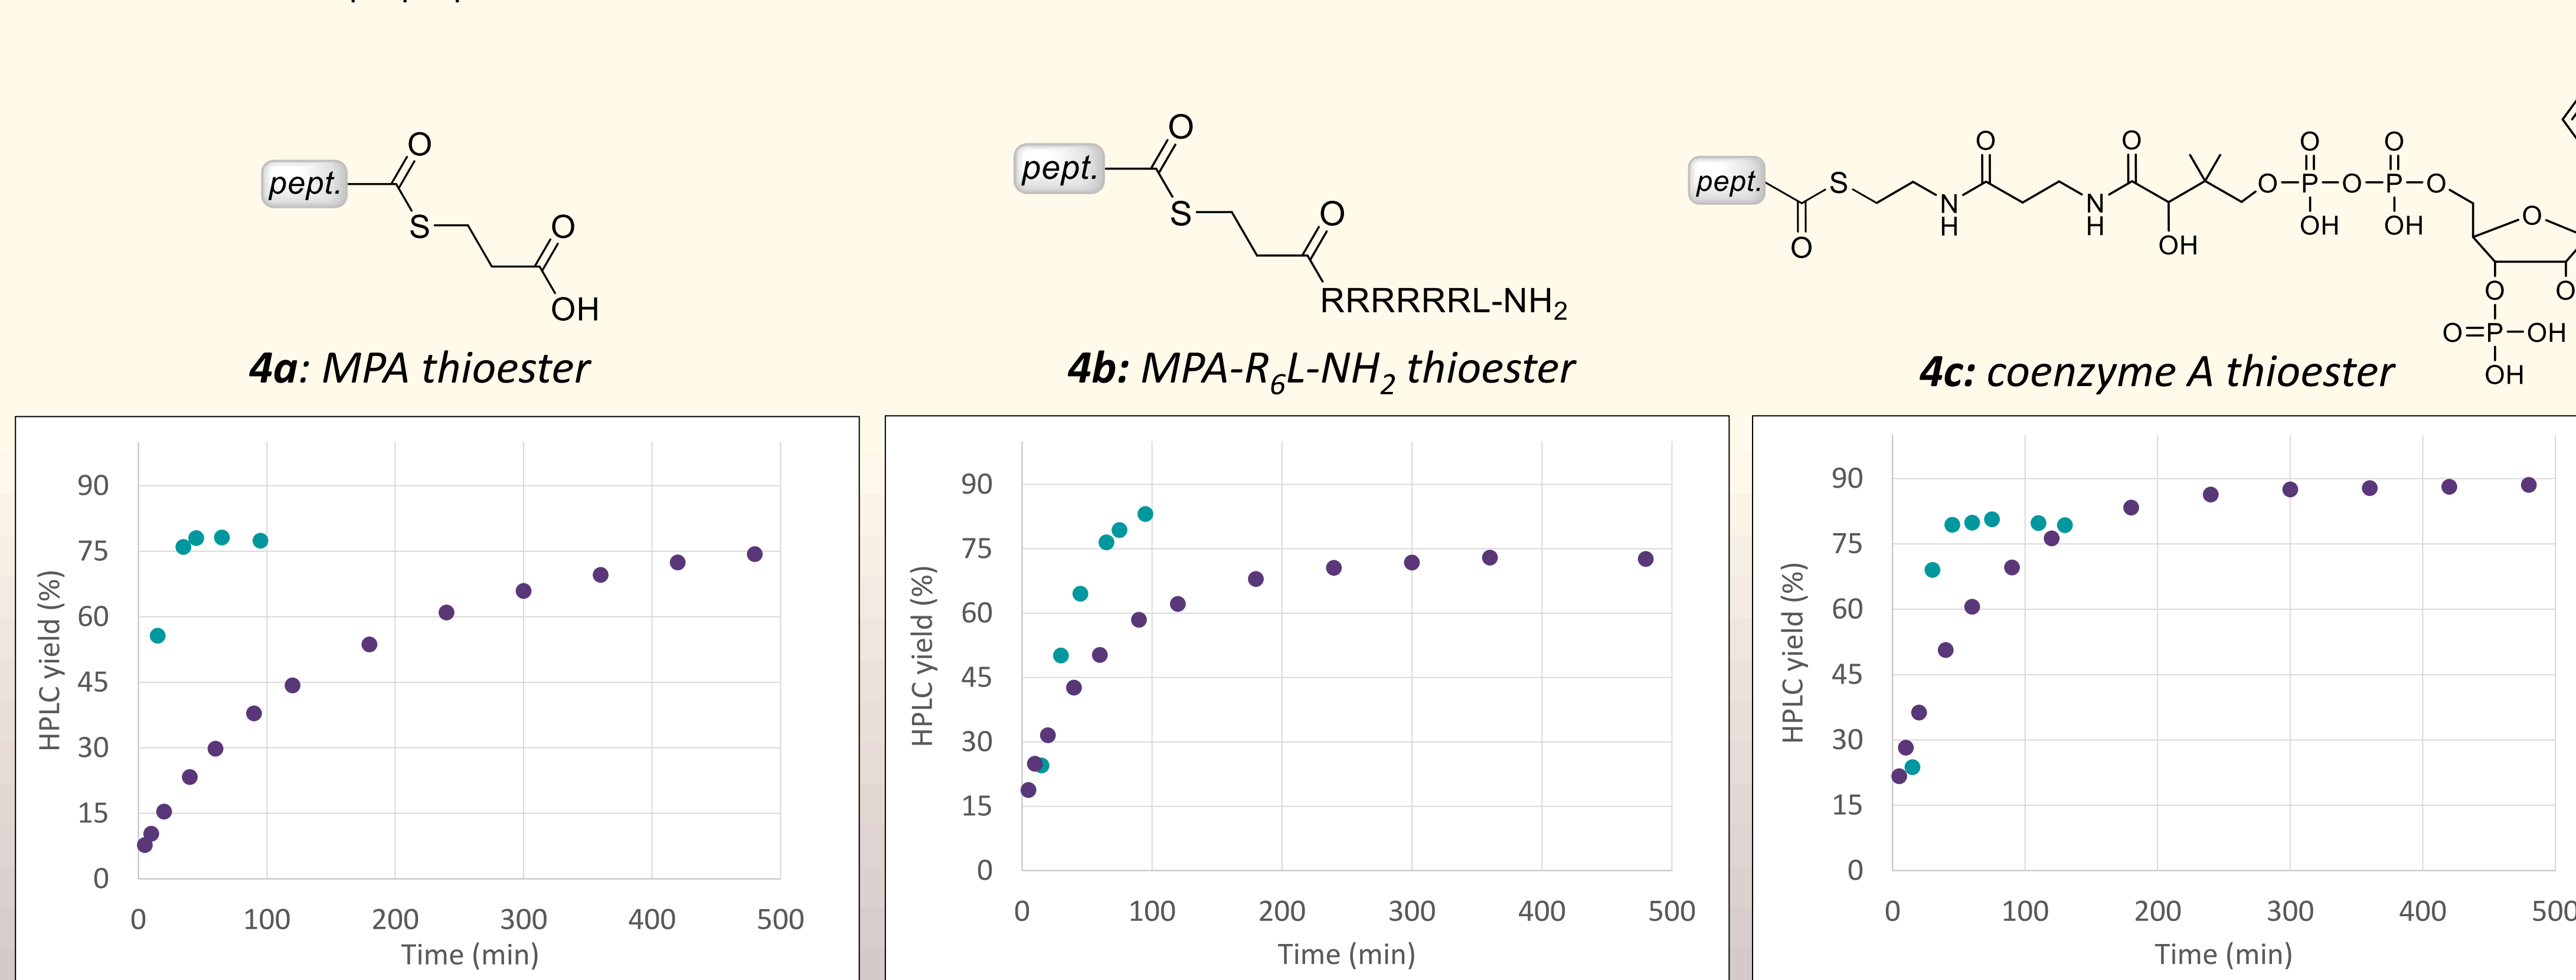 pept.
O
S
O
OH
4a: MPA thioester
pept.
O
S
O
RRRRRRL-NH2
4b: MPA-R6L-NH2 thioester
pept.
O
S
N
H
O
N
H
O
OH
O
O
P
OH
O
O
P
OH
O
O
O
O
O=P–OH
OH
4c: coenzyme A thioester
HPLC yield (%)
90
75
60
45
30
15
0
0 100 200 300 400 500
Time (min)
HPLC yield (%)
90
75
60
45
30
15
0
0 100 200 300 400 500
Time (min)
HPLC yield (%)
90
75
60
45
30
15
0
0 100 200 300 400 500
Time (min)